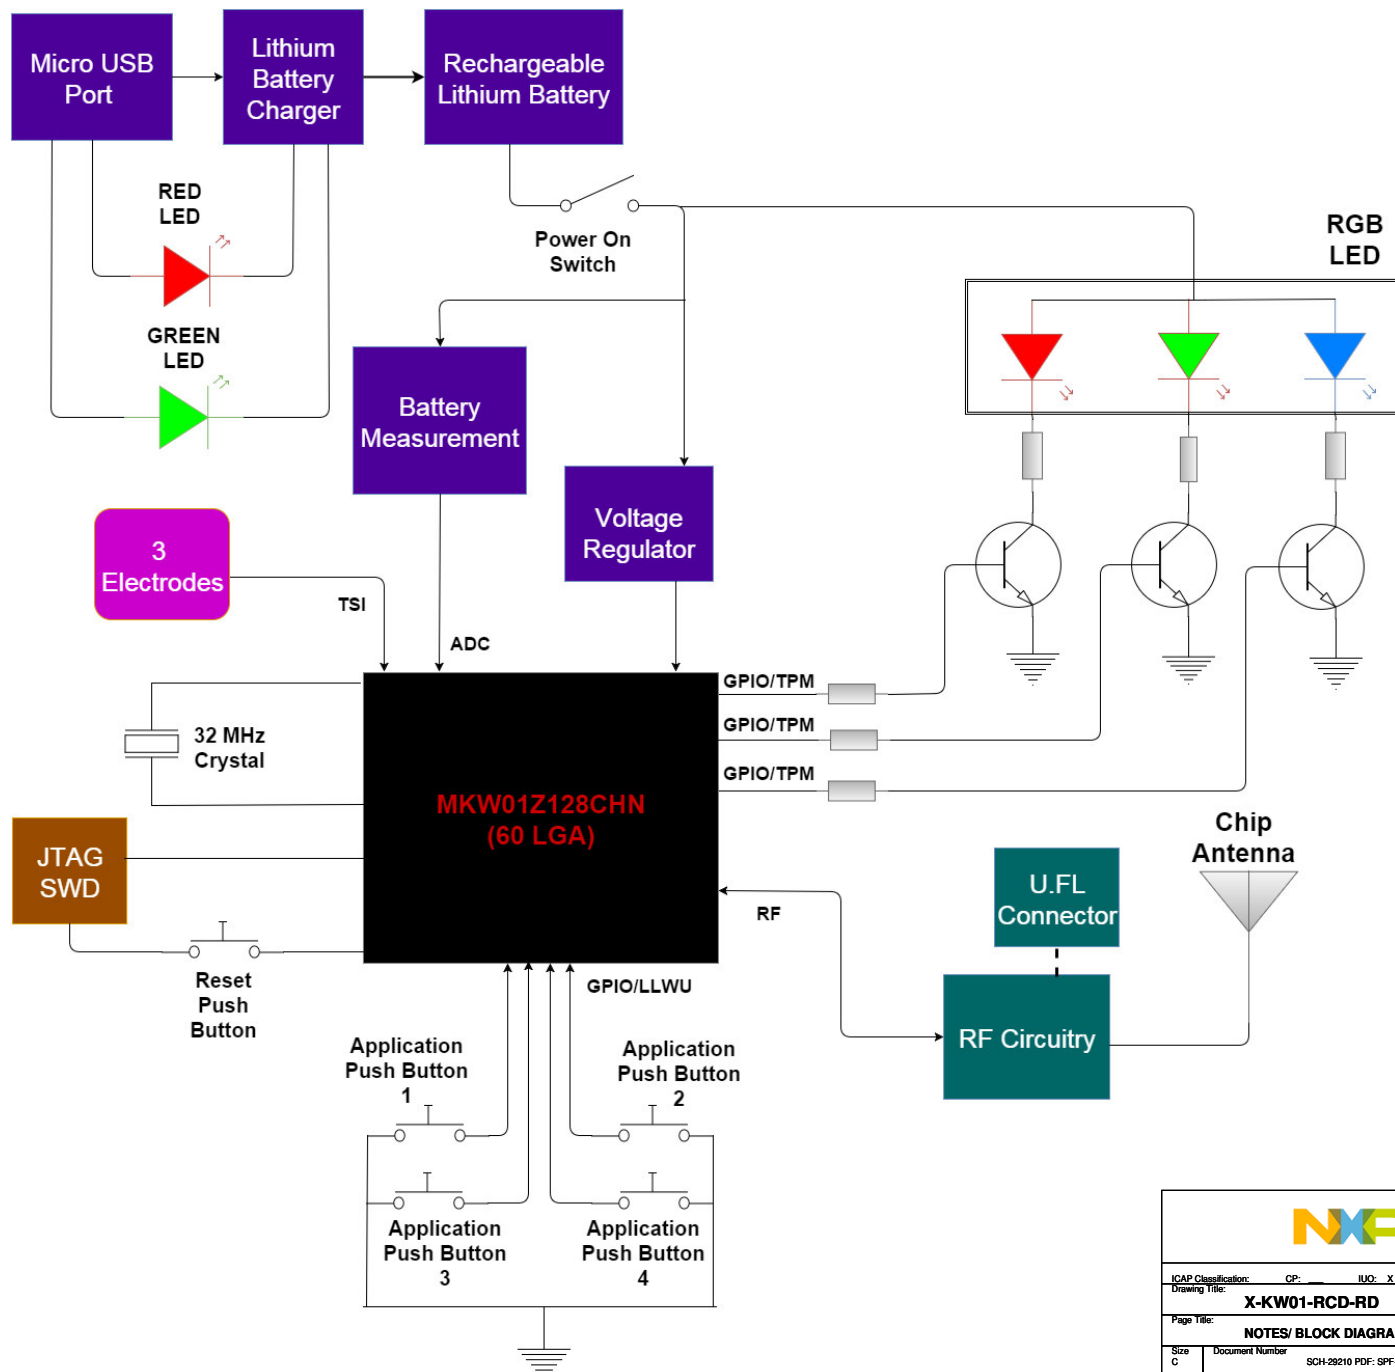 Micro USB
Port
Lithium
Battery
Charger
Rechargeable
Lithium Battery
RED
LED
Power On
Switch
RGB
LED
GREEN
LED
Battery
Measurement
Voltage
Regulator
3
Electrodes
TSI
ADC
GPIO/TPM
32 MHz
Crystal
GPIO/TPM
GPIO/TPM
MKW01Z128CHN
(60 LGA)
JTAG
SWD
Chip
Antenna
U.FL
Connector
RF
Reset
Push
Button
GPIO/LLWU
RF Circuitry
Application
Push Button
1
Application
Push Button
2
Application
Push Button
3
Application
Push Button
4
NXP
ICAP Classification: CP: ___ IUO: X
Drawing Title:
X-KW01-RCD-RD
Page Title:
NOTES/ BLOCK DIAGRA
Size
C
Document Number
SCH-29210 PDF: SPF